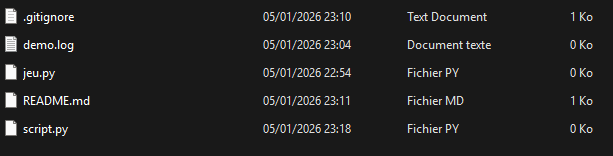 .gitignore 05/01/2026 23:10 Text Document 1 Ko
demo.log 05/01/2026 23:04 Document texte 0 Ko
jeu.py 05/01/2026 22:54 Fichier PY 0 Ko
README.md 05/01/2026 23:11 Fichier MD 1 Ko
script.py 05/01/2026 23:18 Fichier PY 0 Ko